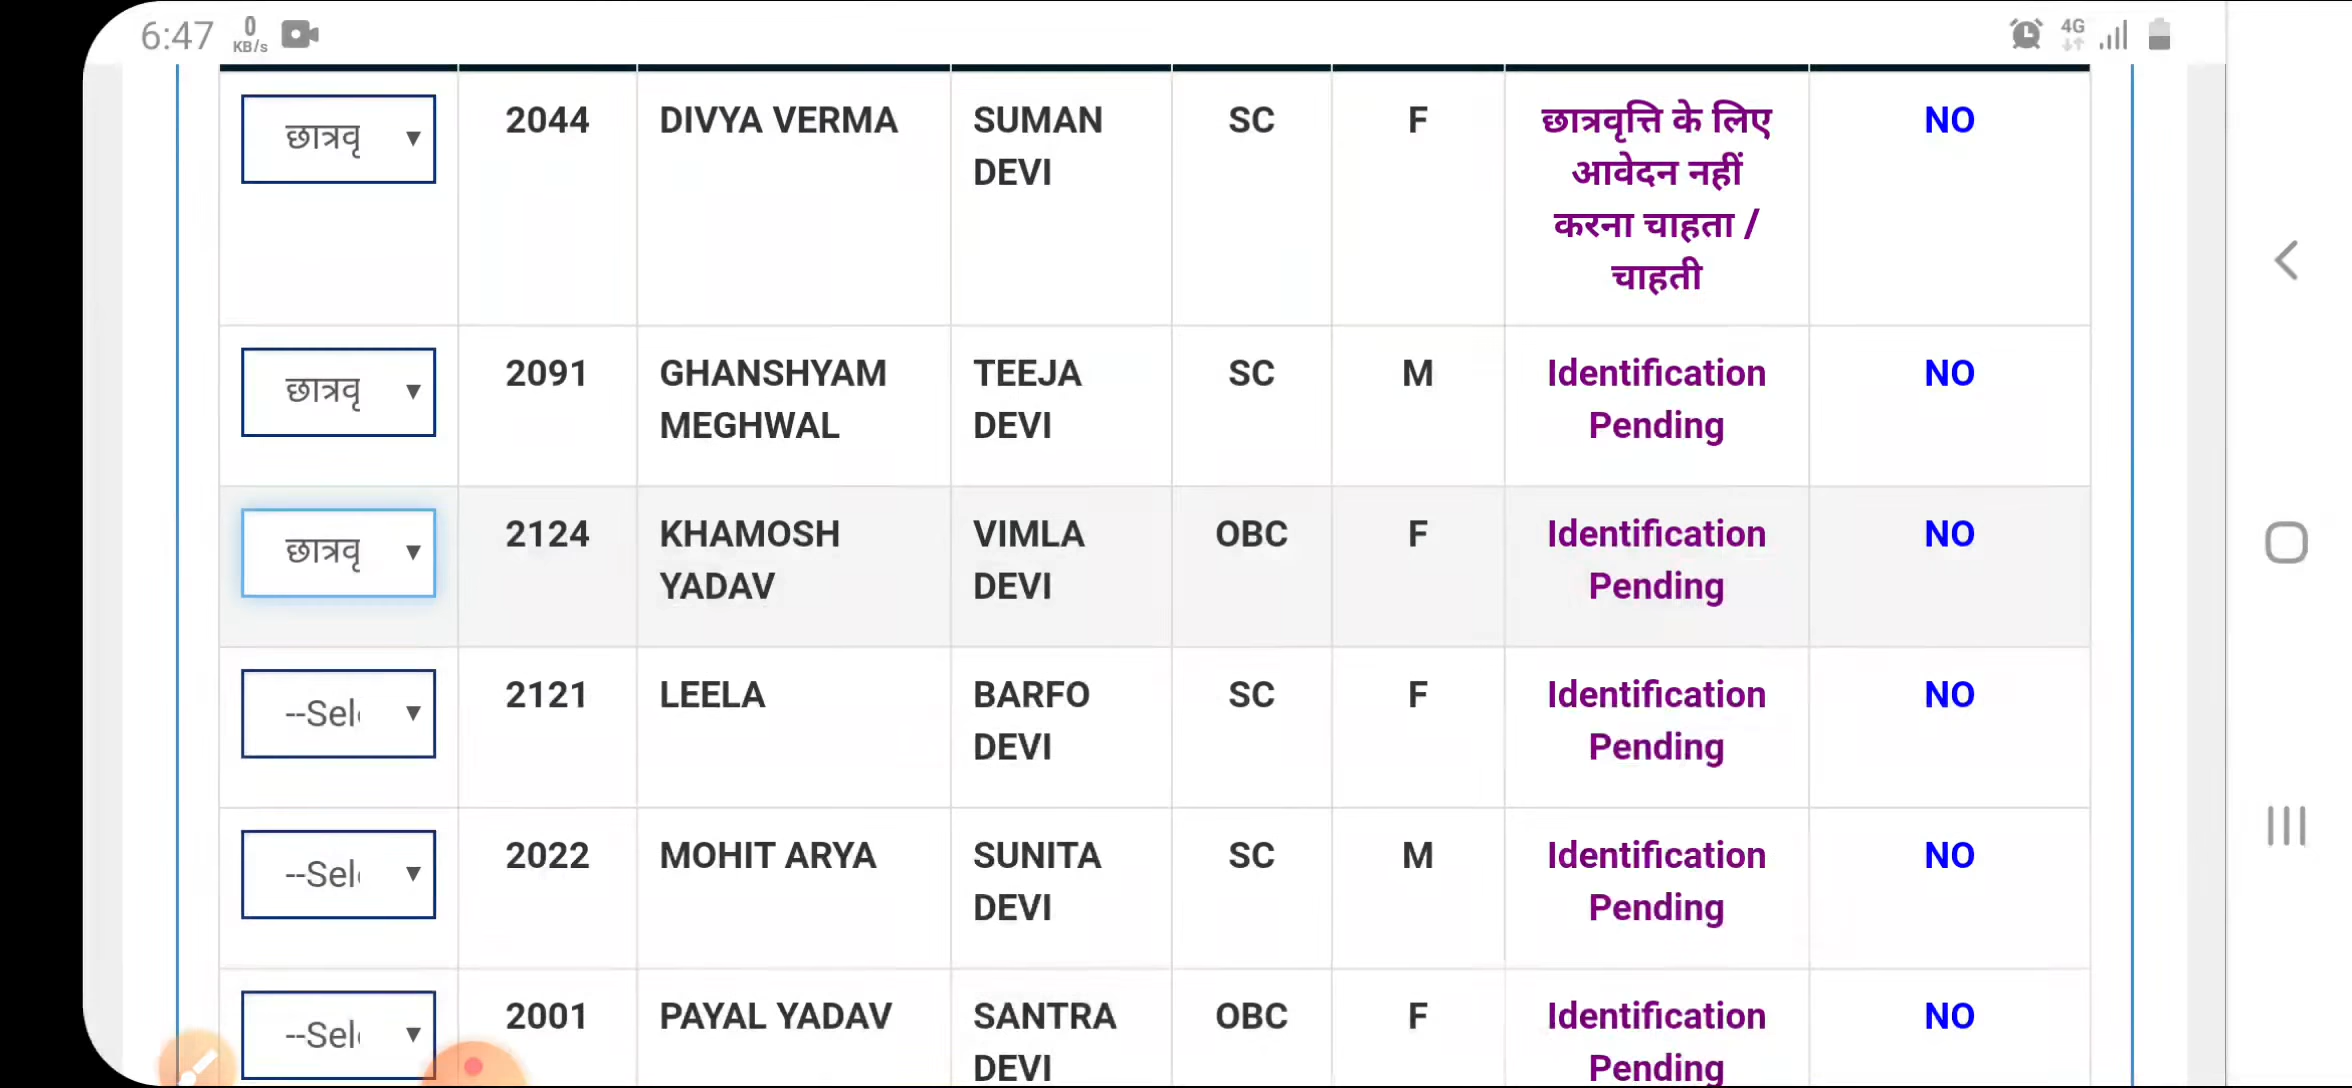 6:47 0 KB/s 4G
छात्रवृ 2044 DIVYA VERMA SUMAN SC F छात्रवृत्ति के लिए NO
DEVI आवेदन नहीं
करना चाहता /
चाहती
छात्रवृ 2091 GHANSHYAM TEEJA SC M Identification NO
MEGHWAL DEVI Pending
छात्रवृ 2124 KHAMOSH VIMLA OBC F Identification NO
YADAV DEVI Pending
--Sel 2121 LEELA BARFO SC F Identification NO
DEVI Pending
--Sel 2022 MOHIT ARYA SUNITA SC M Identification NO
DEVI Pending
--Sel 2001 PAYAL YADAV SANTRA OBC F Identification NO
DEVI Pending